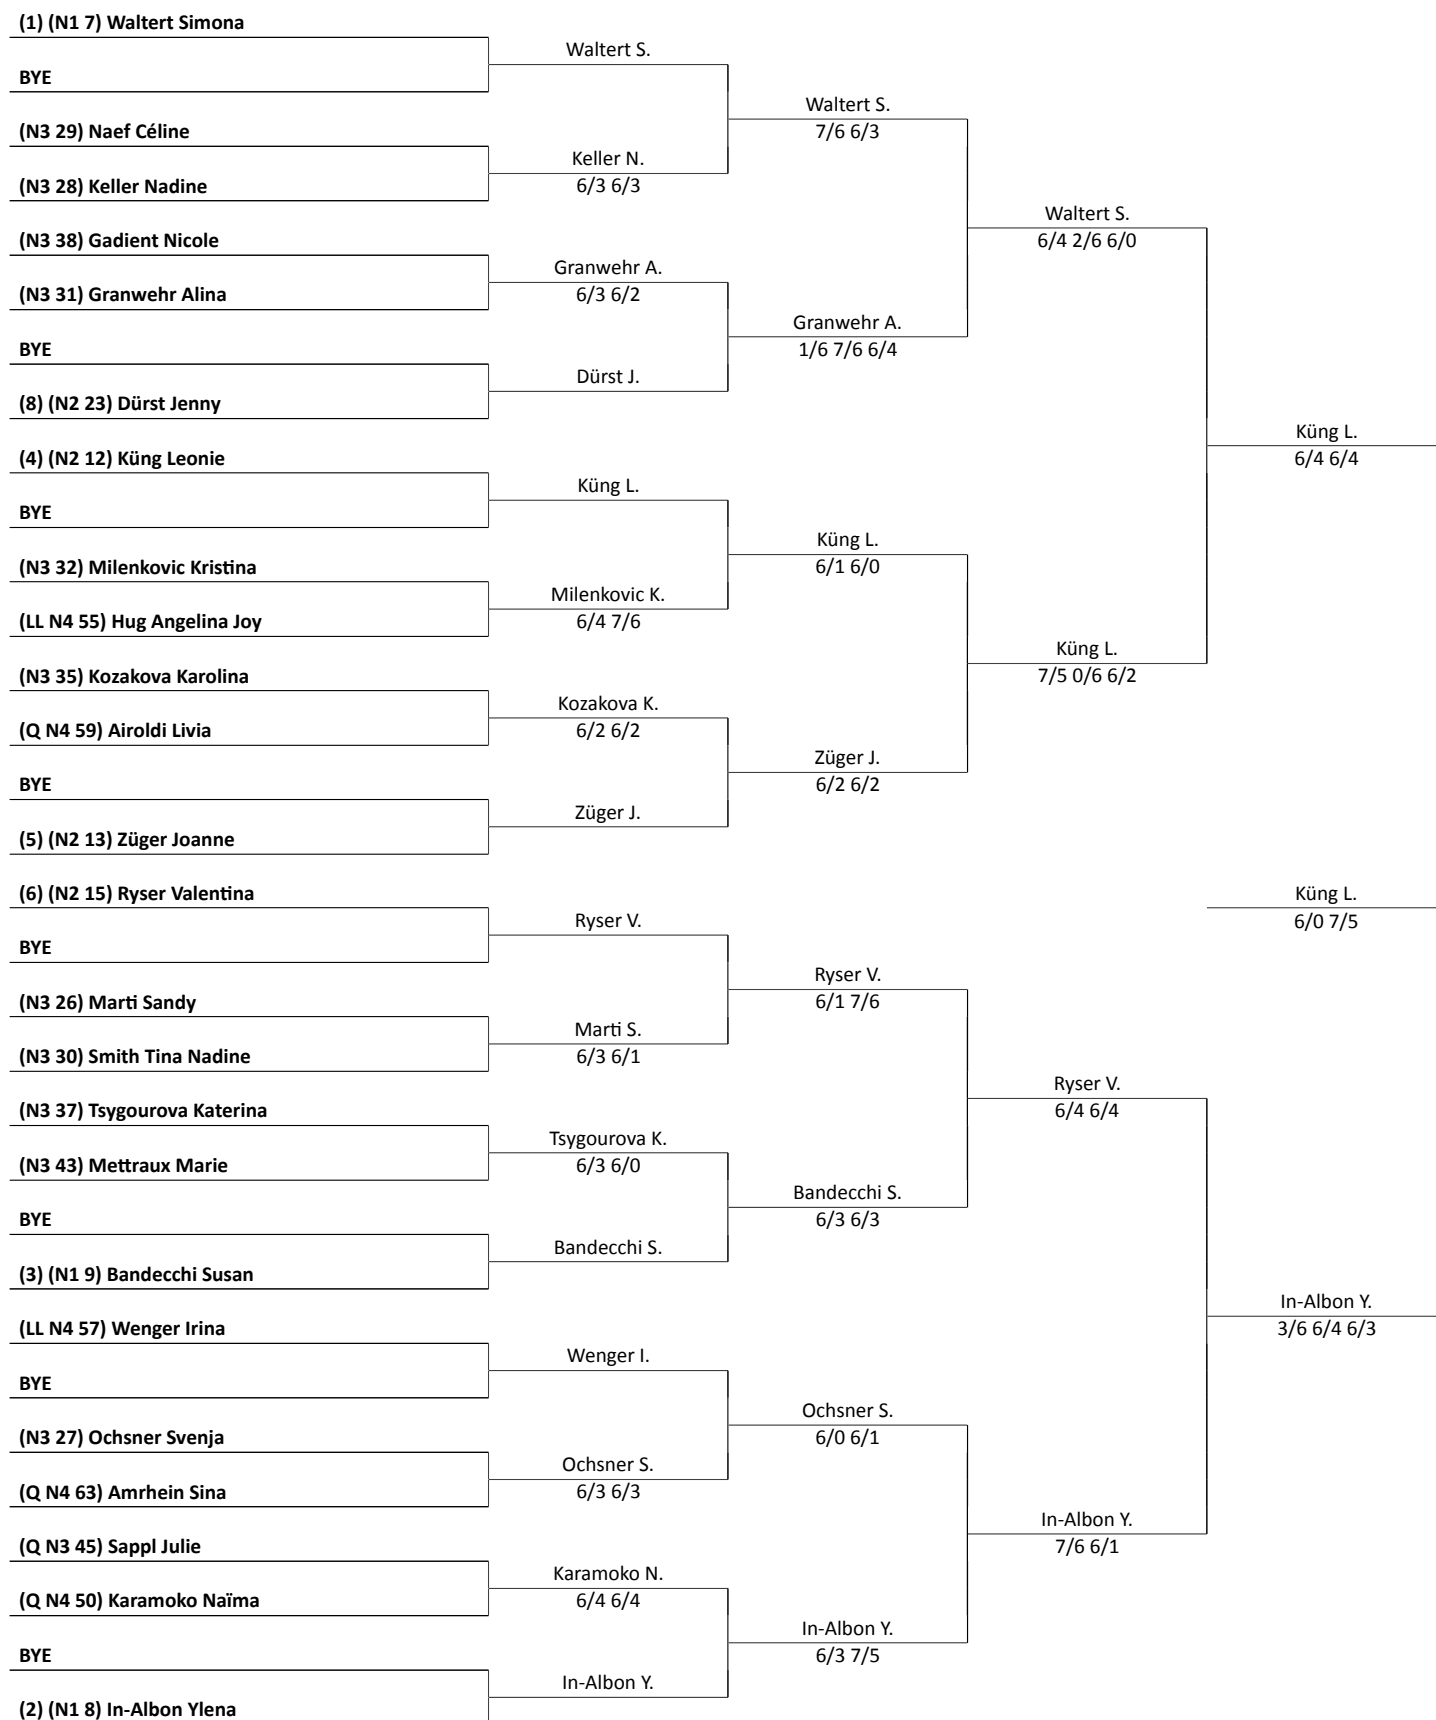 (1) (N1 7) Waltert Simona
Waltert S.
BYE
Waltert S.
7/6 6/3
(N3 29) Naef Céline
Keller N.
6/3 6/3
(N3 28) Keller Nadine
Waltert S.
6/4 2/6 6/0
(N3 38) Gadient Nicole
Granwehr A.
6/3 6/2
(N3 31) Granwehr Alina
Granwehr A.
1/6 7/6 6/4
BYE
Dürst J.
(8) (N2 23) Dürst Jenny
Küng L.
6/4 6/4
(4) (N2 12) Küng Leonie
Küng L.
BYE
Küng L.
6/1 6/0
(N3 32) Milenkovic Kristina
Milenkovic K.
6/4 7/6
(LL N4 55) Hug Angelina Joy
Küng L.
7/5 0/6 6/2
(N3 35) Kozakova Karolina
Kozakova K.
6/2 6/2
(Q N4 59) Airoldi Livia
Züger J.
6/2 6/2
BYE
Züger J.
(5) (N2 13) Züger Joanne
(6) (N2 15) Ryser Valentina
Küng L.
6/0 7/5
Ryser V.
BYE
Ryser V.
6/1 7/6
(N3 26) Marti Sandy
Marti S.
6/3 6/1
(N3 30) Smith Tina Nadine
Ryser V.
6/4 6/4
(N3 37) Tsygourova Katerina
Tsygourova K.
6/3 6/0
(N3 43) Mettraux Marie
Bandecchi S.
6/3 6/3
BYE
Bandecchi S.
(3) (N1 9) Bandecchi Susan
In-Albon Y.
3/6 6/4 6/3
(LL N4 57) Wenger Irina
Wenger I.
BYE
Ochsner S.
6/0 6/1
(N3 27) Ochsner Svenja
Ochsner S.
6/3 6/3
(Q N4 63) Amrhein Sina
In-Albon Y.
7/6 6/1
(Q N3 45) Sappl Julie
Karamoko N.
6/4 6/4
(Q N4 50) Karamoko Naïma
In-Albon Y.
6/3 7/5
BYE
In-Albon Y.
(2) (N1 8) In-Albon Ylena